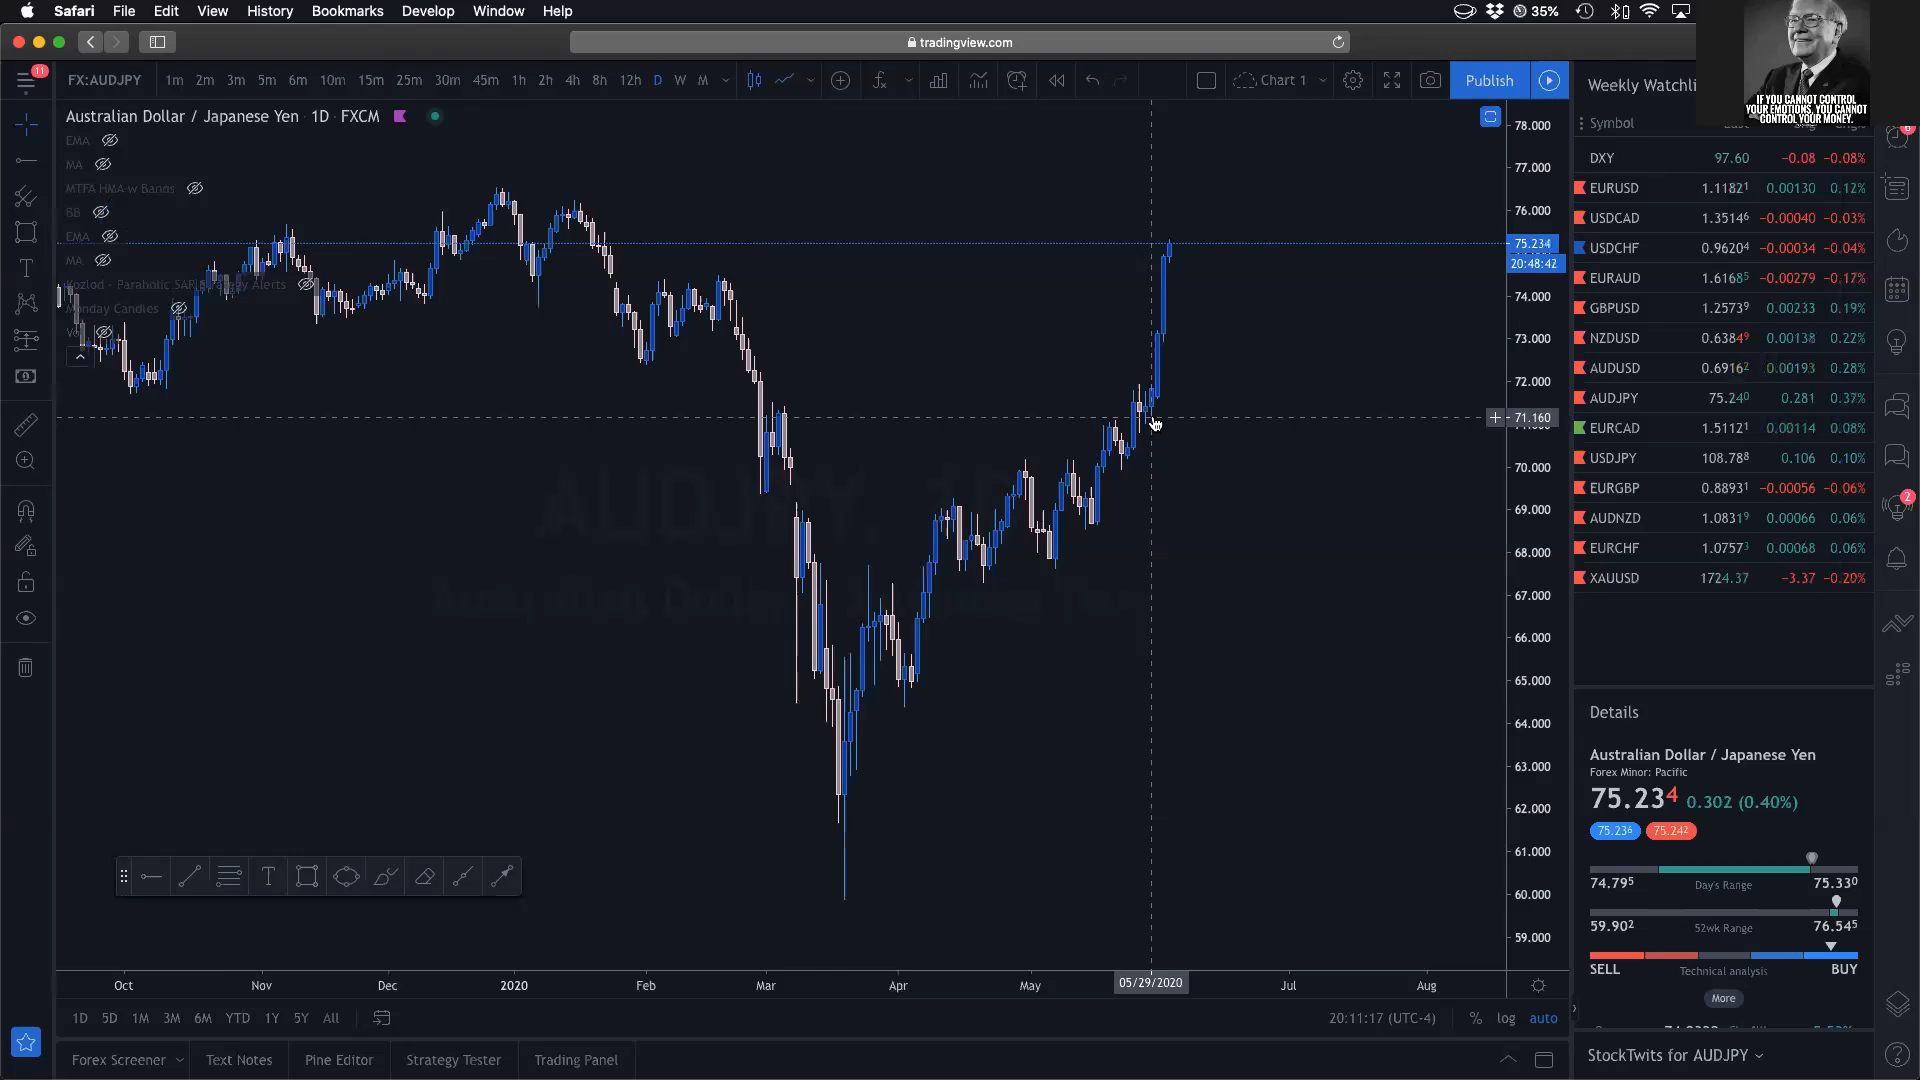 Safari File Edit View History Bookmarks Develop Window Help 35%
tradingview.com
11 FX:AUDJPY 1m 2m 3m 5m 6m 10m 15m 25m 30m 45m 1h 2h 4h 8h 12h D W M Chart 1 Publish
Weekly Watchli
IF YOU CANNOT CONTROL
YOUR EMOTIONS, YOU CANNOT
CONTROL YOUR MONEY.
Australian Dollar / Japanese Yen · 1D · FXCM
EMA
MA
MTFA HMA w Bands
BB
EMA
MA
Kozlod - Parabolic SAR Strategy Alerts
Monday Candles
78.000
77.000
76.000
75.234
20:48:42
74.000
73.000
72.000
71.160
70.000
69.000
68.000
67.000
66.000
65.000
64.000
63.000
62.000
61.000
60.000
59.000
Oct Nov Dec 2020 Feb Mar Apr May 05/29/2020 Jul Aug
1D 5D 1M 3M 6M YTD 1Y 5Y All 20:11:17 (UTC-4) % log auto
Forex Screener Text Notes Pine Editor Strategy Tester Trading Panel
Symbol
DXY 97.60 −0.08 −0.08%
EURUSD 1.11821 0.00130 0.12%
USDCAD 1.35146 −0.00040 −0.03%
USDCHF 0.96204 −0.00034 −0.04%
EURAUD 1.61685 −0.00279 −0.17%
GBPUSD 1.25739 0.00233 0.19%
NZDUSD 0.63849 0.00138 0.22%
AUDUSD 0.69162 0.00193 0.28%
AUDJPY 75.240 0.281 0.37%
EURCAD 1.51121 0.00114 0.08%
USDJPY 108.788 0.106 0.10%
EURGBP 0.88931 −0.00056 −0.06%
AUDNZD 1.08319 0.00066 0.06%
EURCHF 1.07573 0.00068 0.06%
XAUUSD 1724.37 −3.37 −0.20%
Details
Australian Dollar / Japanese Yen
Forex Minor: Pacific
75.234 0.302 (0.40%)
75.236 75.242
74.795 Day's Range 75.330
59.902 52wk Range 76.545
SELL Technical analysis BUY
More
StockTwits for AUDJPY
6
2